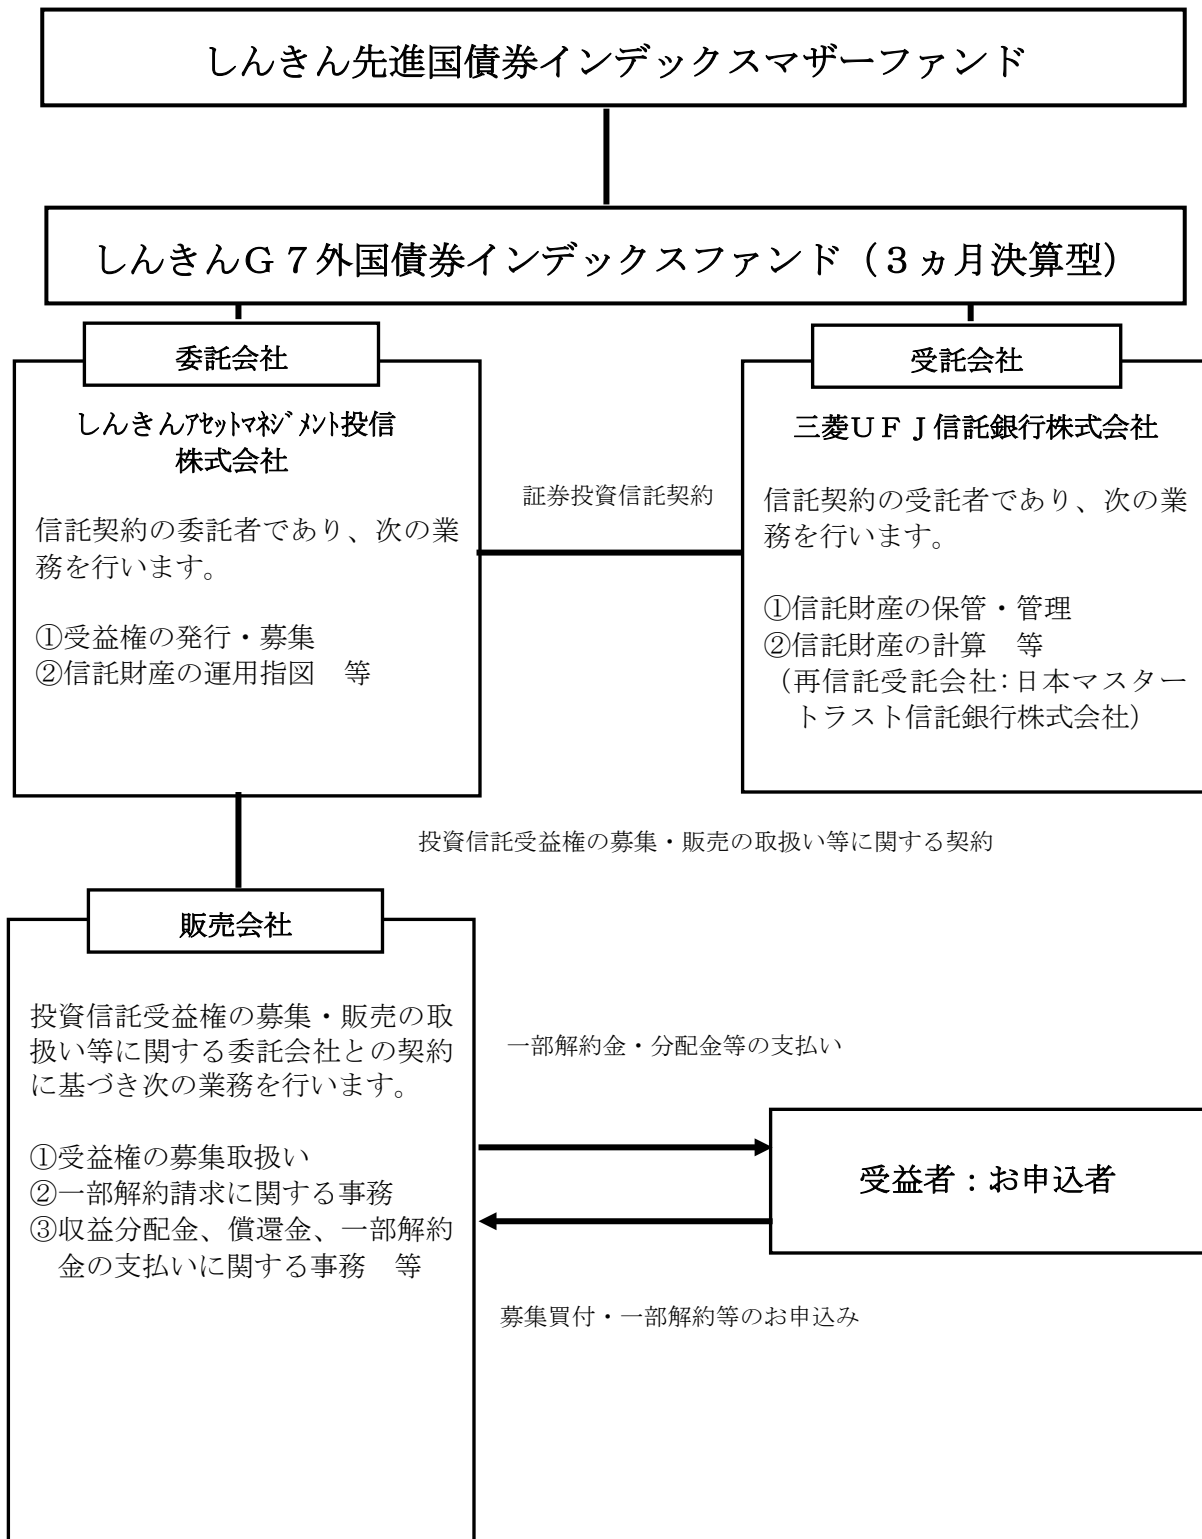 しんきん先進国債券インデックスマザーファンド
しんきんG７外国債券インデックスファンド（３ヵ月決算型）
委託会社
しんきんｱｾｯﾄﾏﾈｼﾞﾒﾝﾄ投信
株式会社
信託契約の委託者であり、次の業
務を行います。
①受益権の発行・募集
②信託財産の運用指図　等
証券投資信託契約
受託会社
三菱ＵＦＪ信託銀行株式会社
信託契約の受託者であり、次の業
務を行います。
①信託財産の保管・管理
②信託財産の計算　等
（再信託受託会社：日本マスター
トラスト信託銀行株式会社）
投資信託受益権の募集・販売の取扱い等に関する契約
販売会社
投資信託受益権の募集・販売の取
扱い等に関する委託会社との契約
に基づき次の業務を行います。
①受益権の募集取扱い
②一部解約請求に関する事務
③収益分配金、償還金、一部解約
金の支払いに関する事務　等
一部解約金・分配金等の支払い
受益者：お申込者
募集買付・一部解約等のお申込み